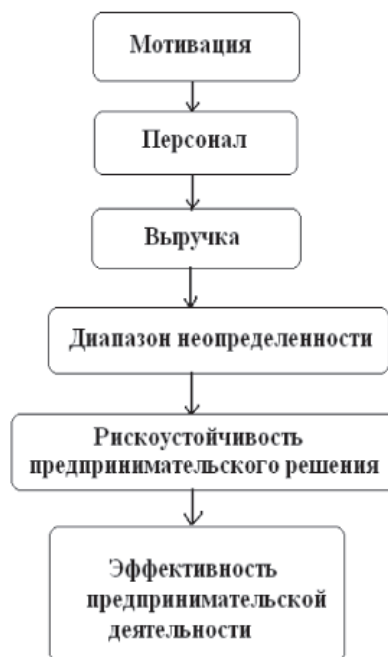 Мотивация
Персонал
Выручка
Диапазон неопределенности
Рискоустойчивость
предпринимательского решения
Эффективность
предпринимательской
деятельности